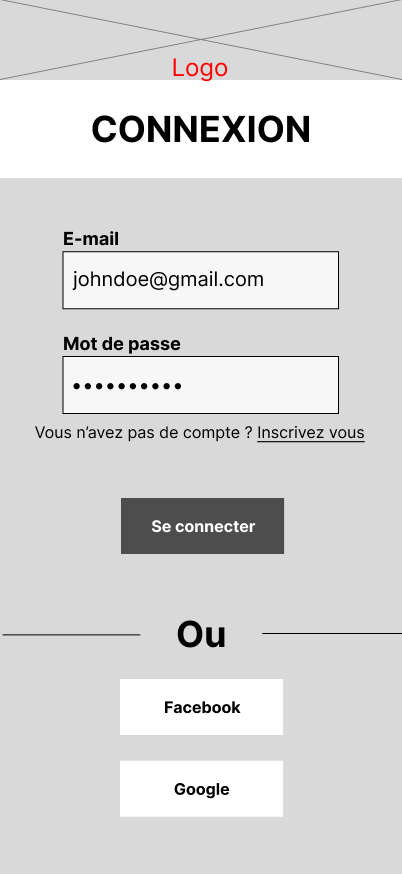 Logo
CONNEXION
E-mail
johndoe@gmail.com
Mot de passe
••••••••••
Vous n’avez pas de compte ? Inscrivez vous
Se connecter
Ou
Facebook
Google